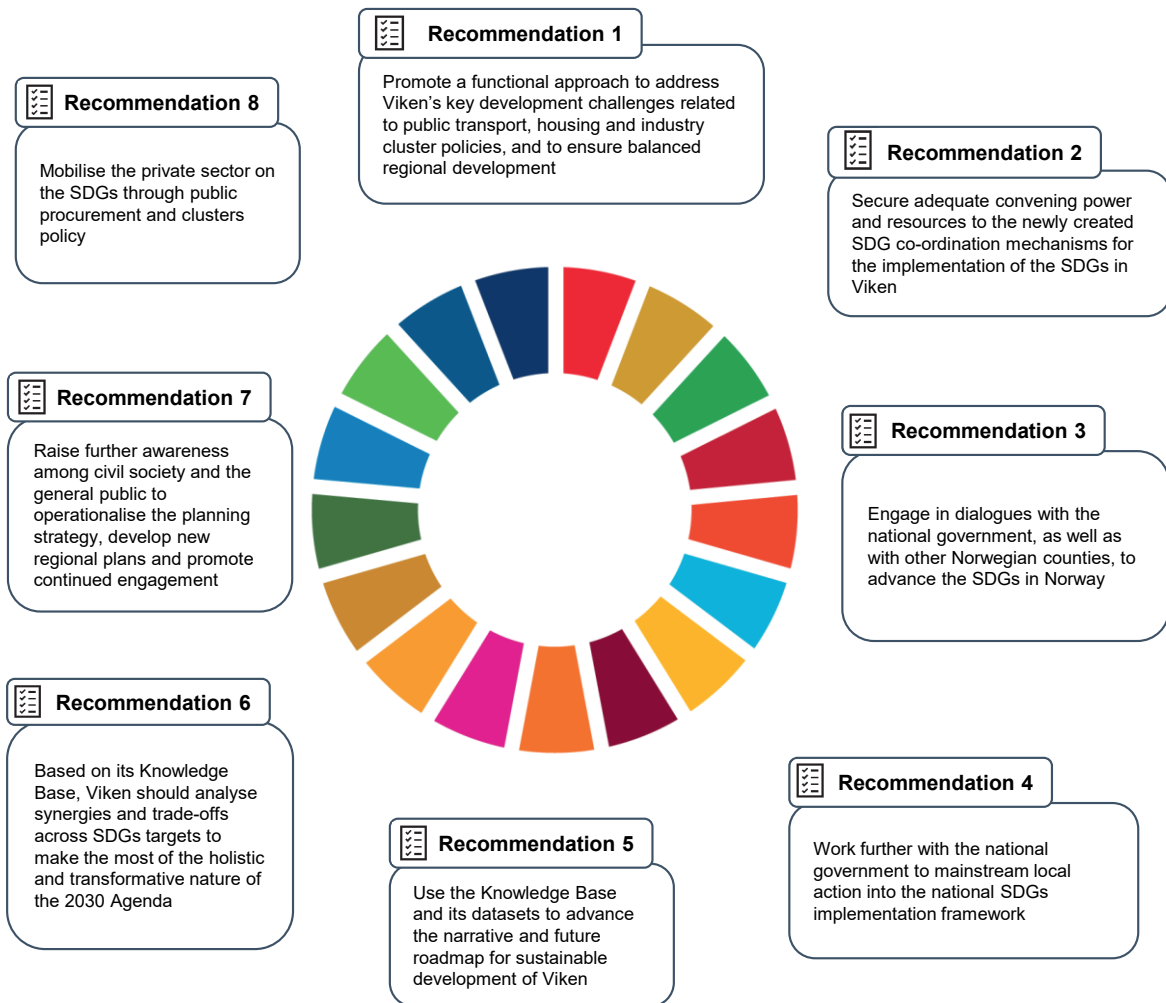 Recommendation 1
Promote a functional approach to address
Viken's key development challenges related
to public transport, housing and industry
cluster policies, and to ensure balanced
regional development
Recommendation 2
Secure adequate convening power
and resources to the newly created
SDG co-ordination mechanisms for
the implementation of the SDGs in
Viken
Recommendation 3
Engage in dialogues with the
national government, as well as
with other Norwegian counties, to
advance the SDGs in Norway
Recommendation 4
Work further with the national
government to mainstream local
action into the national SDGs
implementation framework
Recommendation 5
Use the Knowledge Base
and its datasets to advance
the narrative and future
roadmap for sustainable
development of Viken
Recommendation 6
Based on its Knowledge
Base, Viken should analyse
synergies and trade-offs
across SDGs targets to
make the most of the holistic
and transformative nature of
the 2030 Agenda
Recommendation 7
Raise further awareness
among civil society and the
general public to
operationalise the planning
strategy, develop new
regional plans and promote
continued engagement
Recommendation 8
Mobilise the private sector on
the SDGs through public
procurement and clusters
policy